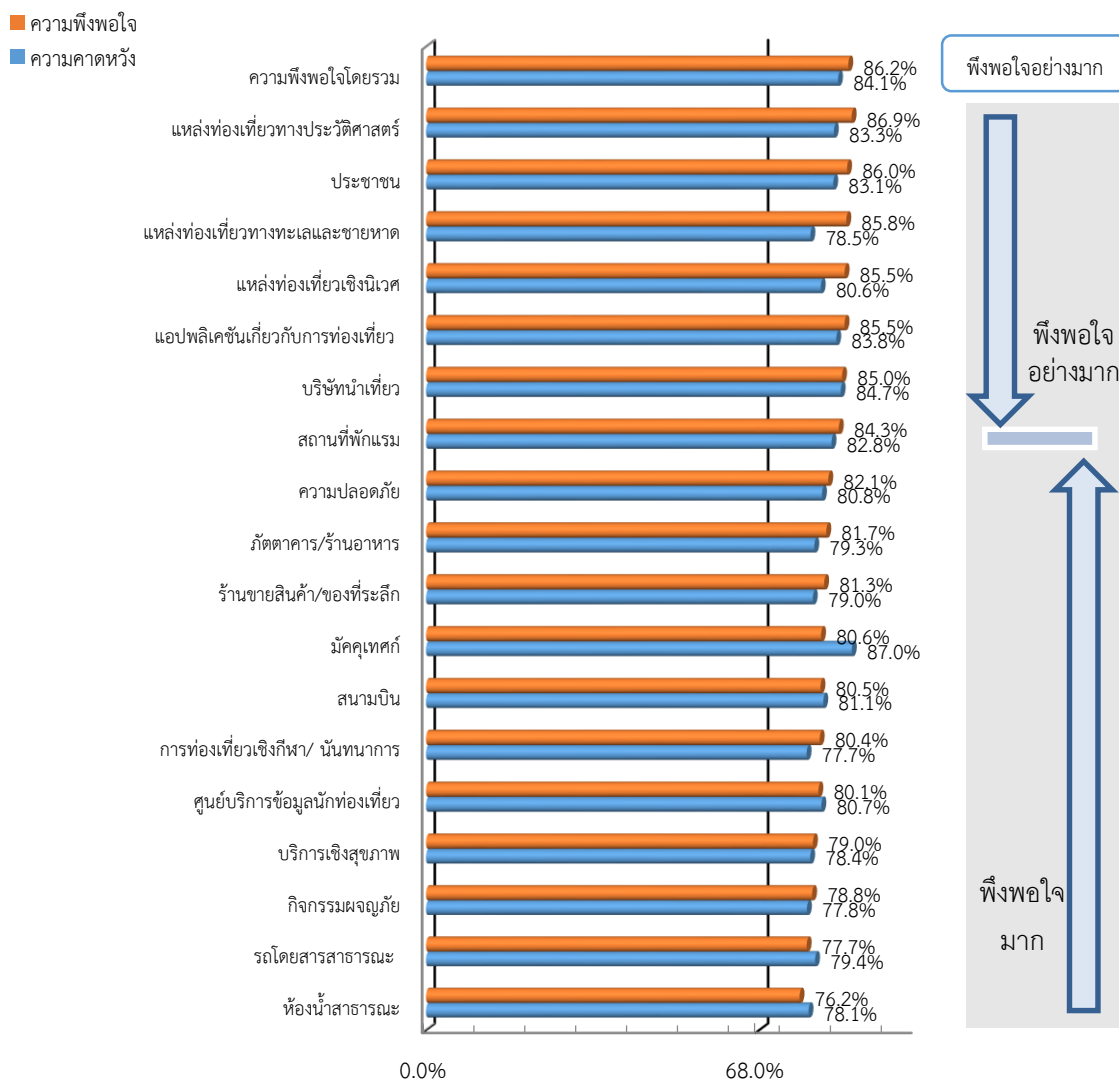 ความพึงพอใจ
ความคาดหวัง
ความพึงพอใจโดยรวม
86.2%
84.1%
พึงพอใจอย่างมาก
แหล่งท่องเที่ยวทางประวัติศาสตร์
86.9%
83.3%
ประชาชน
86.0%
83.1%
แหล่งท่องเที่ยวทางทะเลและชายหาด
85.8%
78.5%
แหล่งท่องเที่ยวเชิงนิเวศ
85.5%
80.6%
แอปพลิเคชันเกี่ยวกับการท่องเที่ยว
85.5%
83.8%
พึงพอใจ
อย่างมาก
บริษัทนำเที่ยว
85.0%
84.7%
สถานที่พักแรม
84.3%
82.8%
ความปลอดภัย
82.1%
80.8%
ภัตตาคาร/ร้านอาหาร
81.7%
79.3%
ร้านขายสินค้า/ของที่ระลึก
81.3%
79.0%
มัคคุเทศก์
80.6%
87.0%
สนามบิน
80.5%
81.1%
การท่องเที่ยวเชิงกีฬา/ นันทนาการ
80.4%
77.7%
ศูนย์บริการข้อมูลนักท่องเที่ยว
80.1%
80.7%
บริการเชิงสุขภาพ
79.0%
78.4%
กิจกรรมผจญภัย
78.8%
77.8%
พึงพอใจ
มาก
รถโดยสารสาธารณะ
77.7%
79.4%
ห้องน้ำสาธารณะ
76.2%
78.1%
0.0%
68.0%